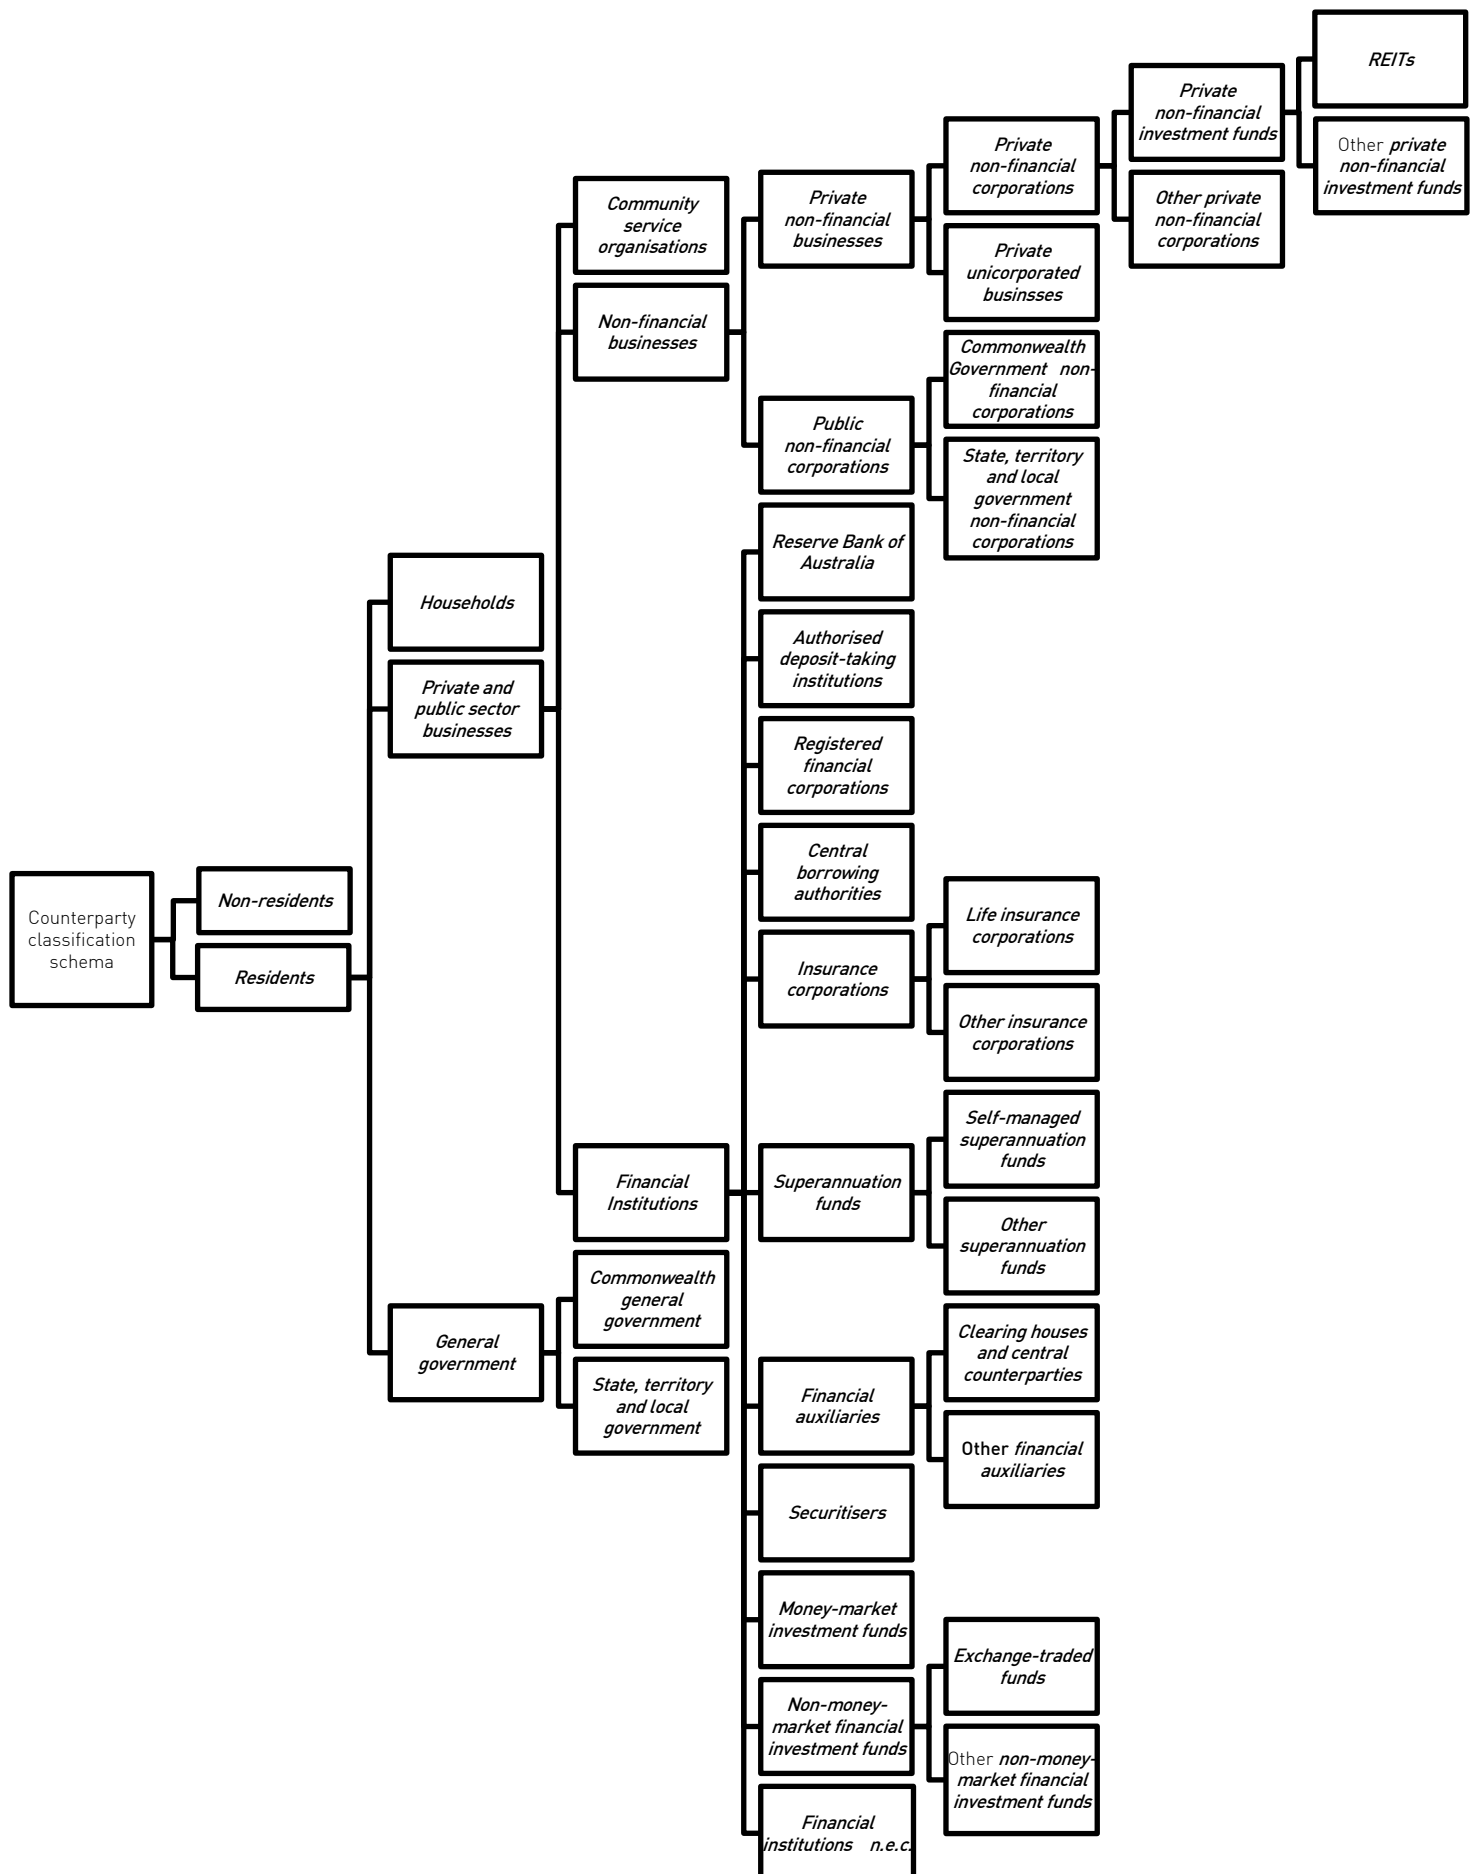 REITs
Private
non-financial
investment funds
Other private
non-financial
investment funds
Private
non-financial
corporations
Other private
non-financial
corporations
Private
non-financial
businesses
Community
service
organisations
Private
unicorporated
businsses
Non-financial
businesses
Commonwealth
Government non-
financial
corporations
Public
non-financial
corporations
State, territory
and local
government
non-financial
corporations
Reserve Bank of
Australia
Households
Authorised
deposit-taking
institutions
Private and
public sector
businesses
Registered
financial
corporations
Central
borrowing
authorities
Counterparty
classification
schema
Non-residents
Residents
Insurance
corporations
Life insurance
corporations
Other insurance
corporations
Self-managed
superannuation
funds
Financial
Institutions
Superannuation
funds
Other
superannuation
funds
Commonwealth
general
government
General
government
State, territory
and local
government
Clearing houses
and central
counterparties
Financial
auxiliaries
Other financial
auxiliaries
Securitisers
Money-market
investment funds
Exchange-traded
funds
Non-money-
market financial
investment funds
Other non-money-
market financial
investment funds
Financial
institutions n.e.c.